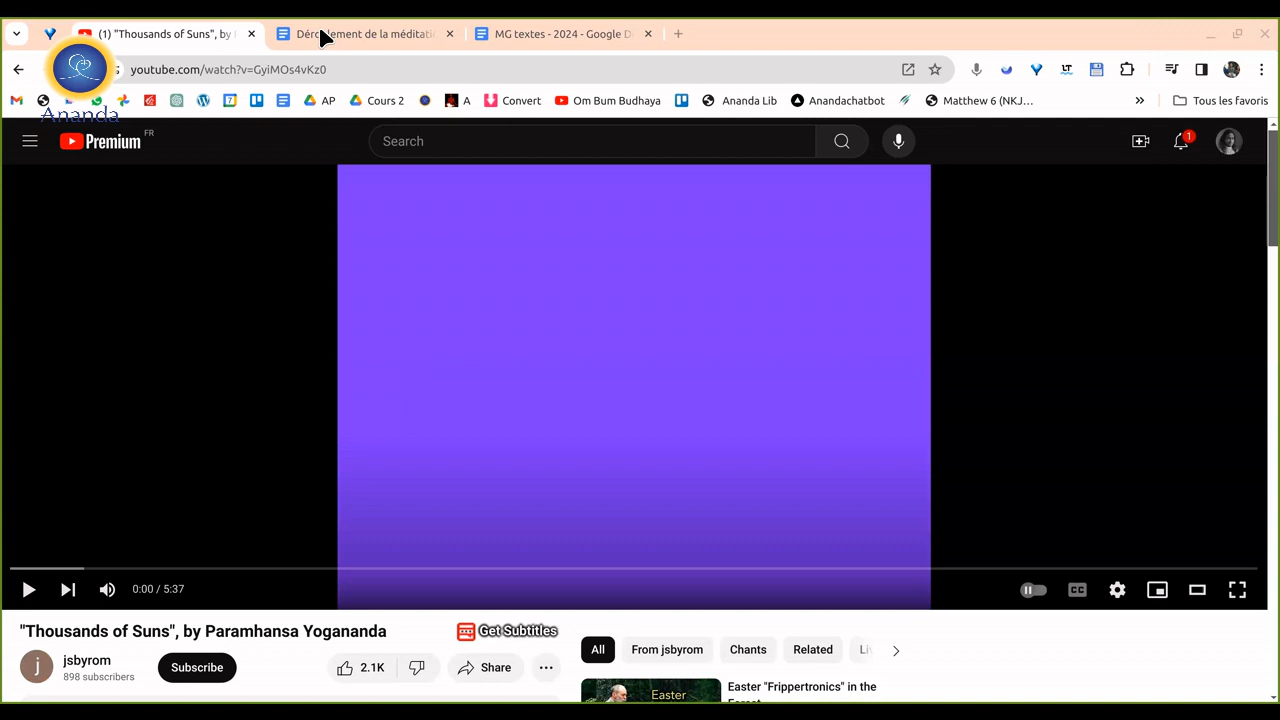 (1) "Thousands of Suns", by
Déroulement de la méditati
MG textes - 2024 - Google D
youtube.com/watch?v=GyiMOs4vKz0
Ananda
AP
Cours 2
A
Convert
Om Bum Budhaya
Ananda Lis
Anandachatbot
Matthew 6 (NKJ...
»
Tous les favoris
Premium
FR
Search
1
0:00 / 5:37
CC
"Thousands of Suns", by Paramhansa Yogananda
Get Subtitles
j
jsbyrom
898 subscribers
Subscribe
2.1K
Share
All
From jsbyrom
Chants
Related
Easter
Easter "Frippertronics" in the